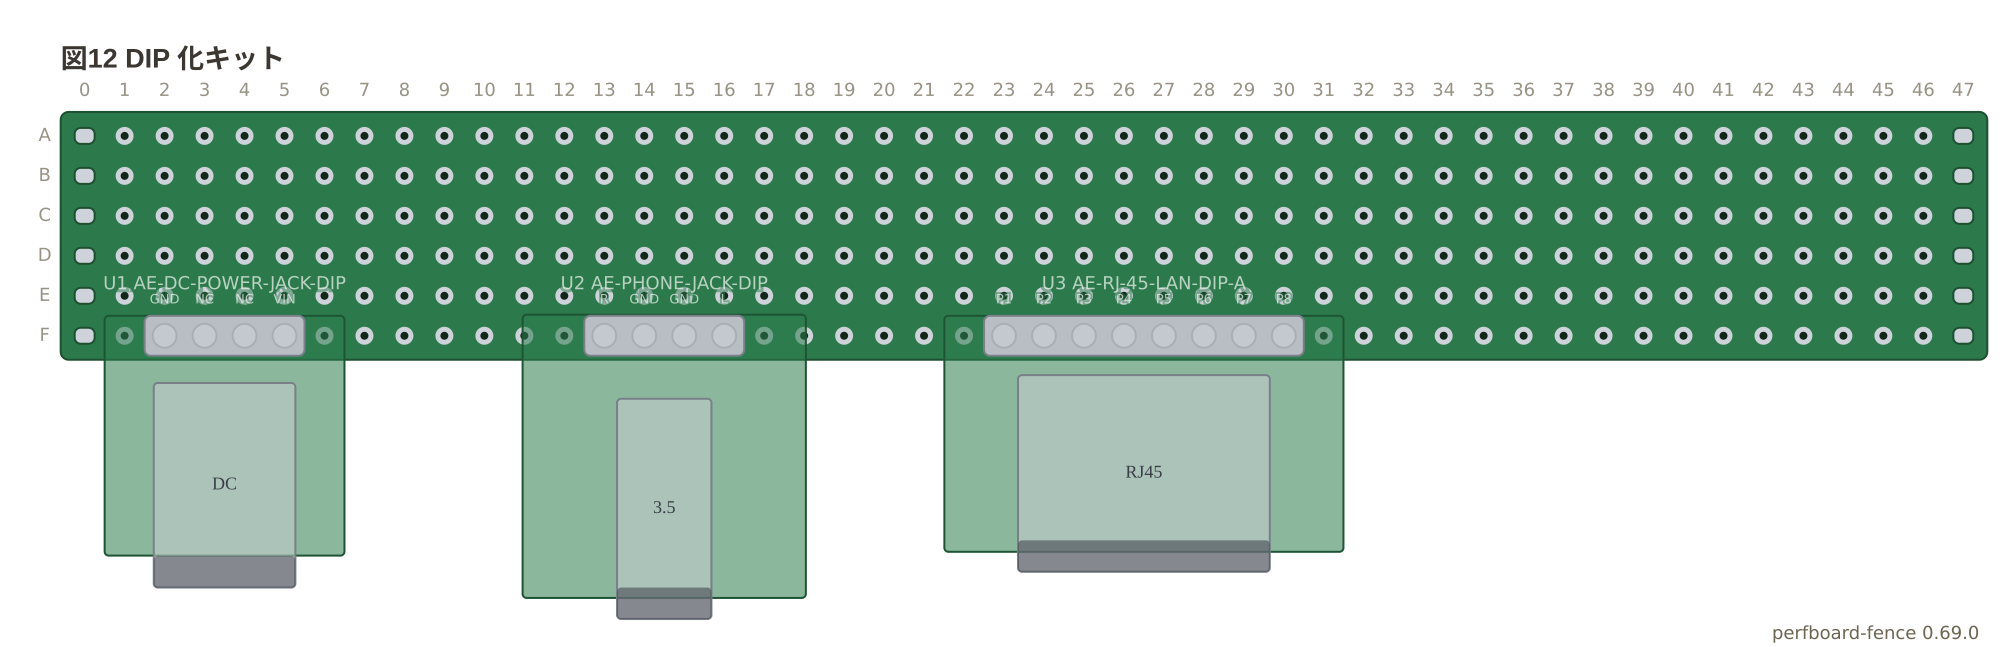 図12 DIP 化キット
0 1 2 3 4 5 6 7 8 9 10 11 12 13 14 15 16 17 18 19 20 21 22 23 24 25 26 27 28 29 30 31 32 33 34 35 36 37 38 39 40 41 42 43 44 45 46 47
A
B
C
D
U1 AE-DC-POWER-JACK-DIP U2 AE-PHONE-JACK-DIP U3 AE-RJ-45-LAN-DIP-A
E
GND NC NC VIN R GND GND L P1 P2 P3 P4 P5 P6 P7 P8
F
DC
3.5
RJ45
perfboard-fence 0.69.0